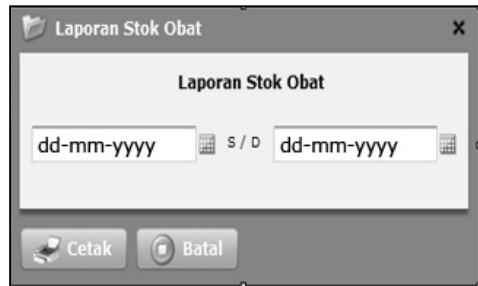 Laporan Stok Obat
Laporan Stok Obat
dd-mm-yyyy S / D dd-mm-yyyy
Cetak Batal